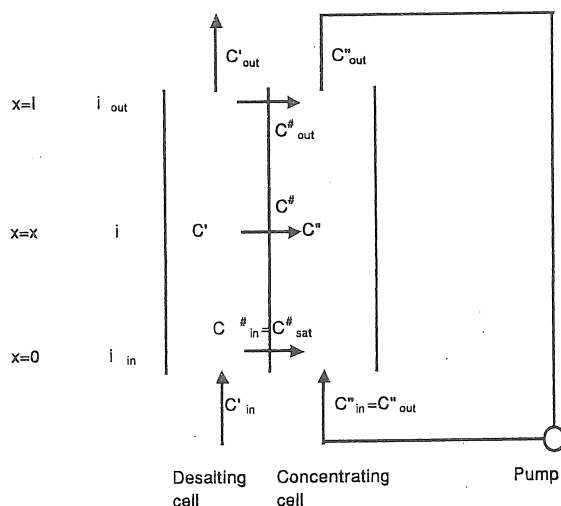 C'out C"out
x=l i out
C#out
C#
x=x i C' C"
C #in=C#sat
x=0 i in
C'in C"in=C"out
Desalting Concentrating Pump
cell cell